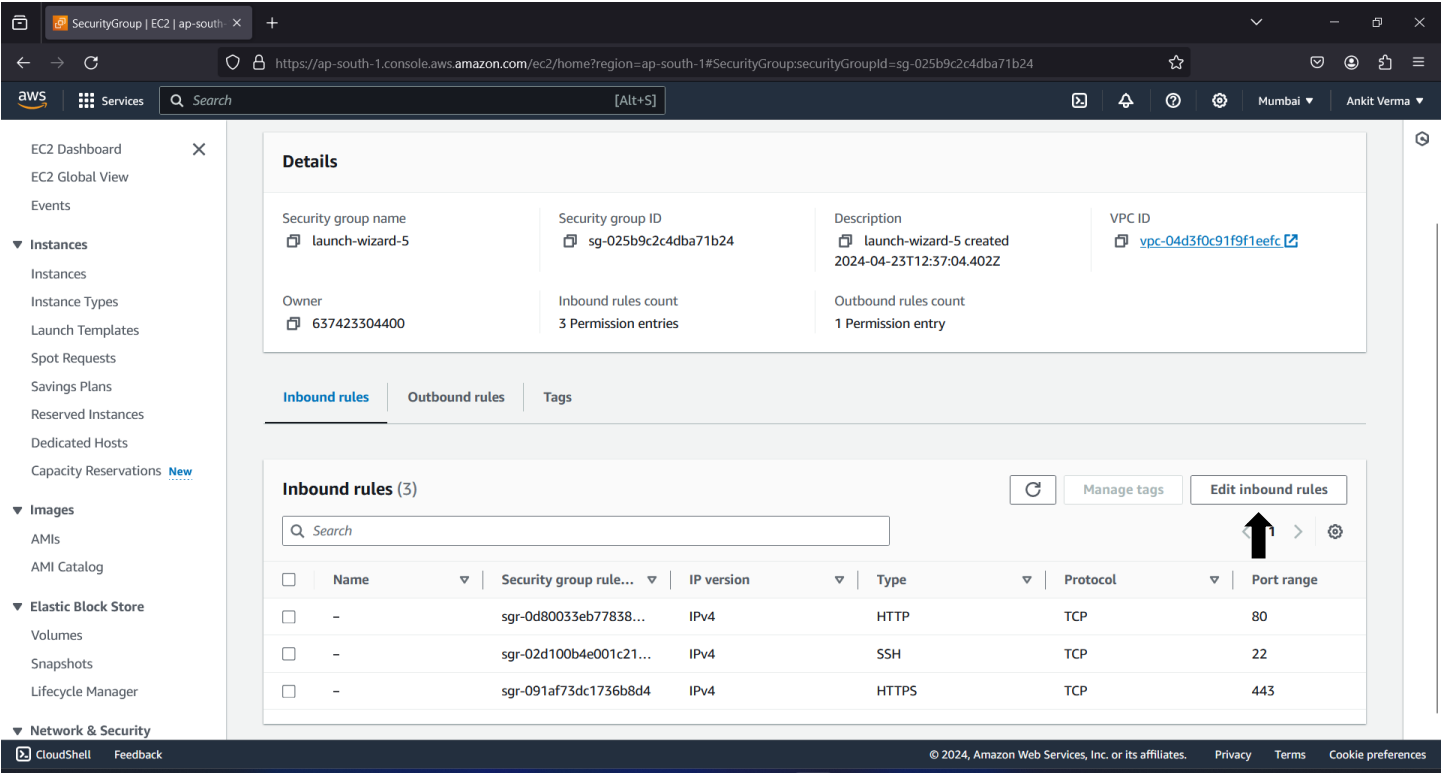 SecurityGroup | EC2 | ap-south-
https://ap-south-1.console.aws.amazon.com/ec2/home?region=ap-south-1#SecurityGroup:securityGroupId=sg-025b9c2c4dba71b24
aws Services Search [Alt+S] Mumbai Ankit Verma
EC2 Dashboard
EC2 Global View
Events
Instances
Instances
Instance Types
Launch Templates
Spot Requests
Savings Plans
Reserved Instances
Dedicated Hosts
Capacity Reservations New
Images
AMIs
AMI Catalog
Elastic Block Store
Volumes
Snapshots
Lifecycle Manager
Network & Security
Details
Security group name
launch-wizard-5
Security group ID
sg-025b9c2c4dba71b24
Description
launch-wizard-5 created
2024-04-23T12:37:04.402Z
VPC ID
vpc-04d3f0c91f9f1eefc
Owner
637423304400
Inbound rules count
3 Permission entries
Outbound rules count
1 Permission entry
Inbound rules Outbound rules Tags
Inbound rules (3) Manage tags Edit inbound rules
Search 1
Name Security group rule... IP version Type Protocol Port range
– sgr-0d80033eb77838... IPv4 HTTP TCP 80
– sgr-02d100b4e001c21... IPv4 SSH TCP 22
– sgr-091af73dc1736b8d4 IPv4 HTTPS TCP 443
CloudShell Feedback © 2024, Amazon Web Services, Inc. or its affiliates. Privacy Terms Cookie preferences